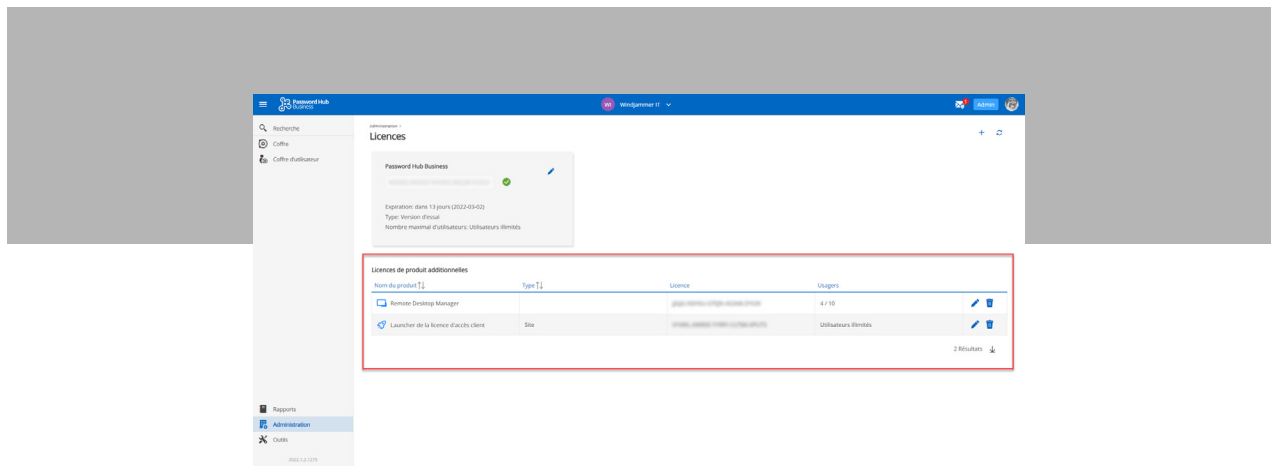 Password Hub
Business
WI Windjammer IT
1 Admin
Recherche
Coffre
Coffre d'utilisateur
Administration >
Licences
Password Hub Business
Expiration: dans 13 jours (2022-03-02)
Type: Version d'essai
Nombre maximal d'utilisateurs: Utilisateurs illimités
Licences de produit additionnelles
Nom du produit Type Licence Usagers
Remote Desktop Manager 4 / 10
Launcher de la licence d'accès client Site Utilisateurs illimités
2 Résultats
Rapports
Administration
Outils